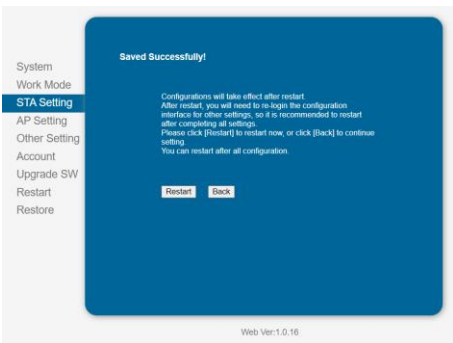 System
Work Mode
STA Setting
AP Setting
Other Setting
Account
Upgrade SW
Restart
Restore
Saved Successfully!
Configurations will take effect after restart.
After restart, you will need to re-login the configuration
interface for other settings, so it is recommended to restart
after completing all settings.
Please click [Restart] to restart now, or click [Back] to continue
setting.
You can restart after all configuration.
Restart Back
Web Ver:1.0.16